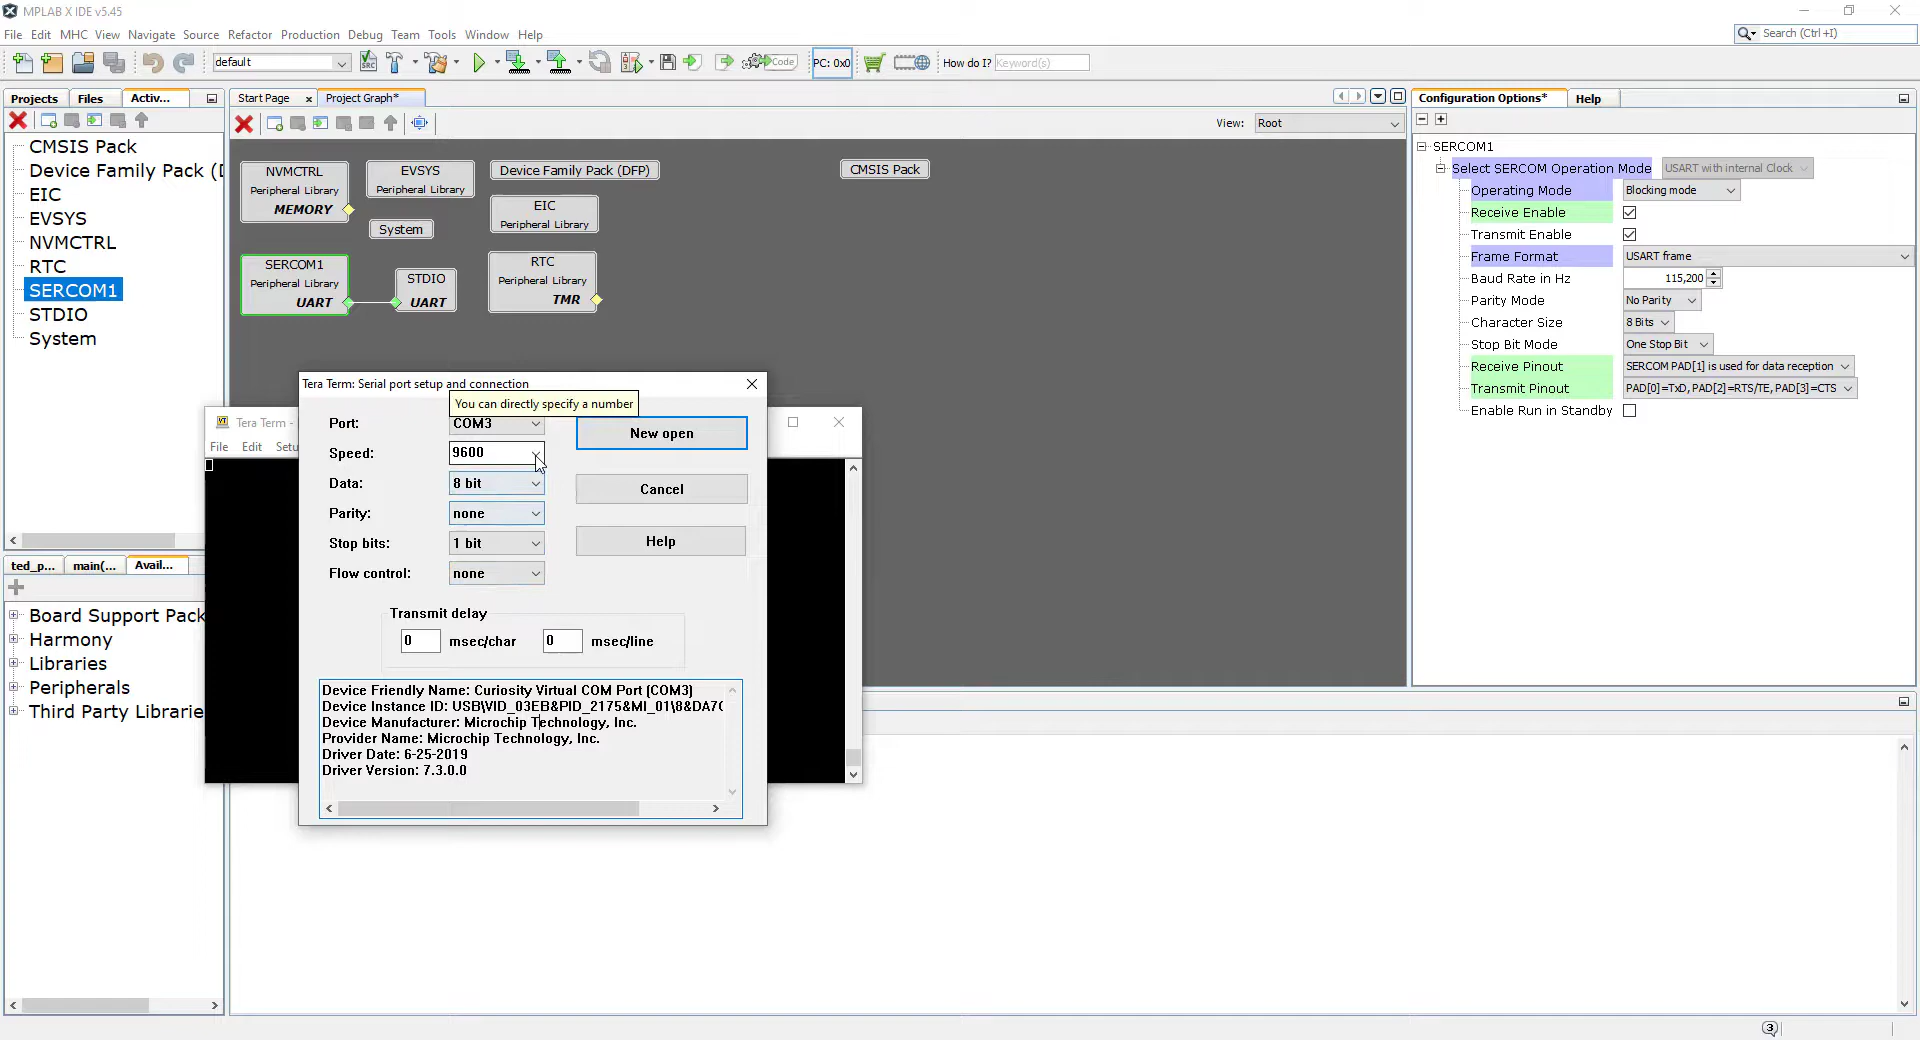 MPLAB X IDE v5.45
File Edit MHC View Navigate Source Refactor Production Debug Team Tools Window Help
Search (Ctrl+I)
default
SRC
Code
PC: 0x0
How do I? Keyword(s)
Projects Files Activ...
Start Page Project Graph*
Configuration Options* Help
View: Root
CMSIS Pack
Device Family Pack (D
EIC
EVSYS
NVMCTRL
RTC
SERCOM1
STDIO
System
NVMCTRL
Peripheral Library
MEMORY
EVSYS
Peripheral Library
Device Family Pack (DFP)
CMSIS Pack
EIC
Peripheral Library
System
SERCOM1
Peripheral Library
UART
STDIO
UART
RTC
Peripheral Library
TMR
SERCOM1
Select SERCOM Operation Mode USART with internal Clock
Operating Mode Blocking mode
Receive Enable
Transmit Enable
Frame Format USART frame
Baud Rate in Hz 115,200
Parity Mode No Parity
Character Size 8 Bits
Stop Bit Mode One Stop Bit
Receive Pinout SERCOM PAD[1] is used for data reception
Transmit Pinout PAD[0]=TxD, PAD[2]=RTS/TE, PAD[3]=CTS
Enable Run in Standby
Tera Term -
File Edit Setu
Tera Term: Serial port setup and connection
You can directly specify a number
Port: COM3
New open
Speed: 9600
Data: 8 bit
Cancel
Parity: none
Stop bits: 1 bit
Help
Flow control: none
Transmit delay
0 msec/char 0 msec/line
Device Friendly Name: Curiosity Virtual COM Port (COM3)
Device Instance ID: USB\VID_03EB&PID_2175&MI_01\8&DA7
Device Manufacturer: Microchip Technology, Inc.
Provider Name: Microchip Technology, Inc.
Driver Date: 6-25-2019
Driver Version: 7.3.0.0
ted_p... main(... Avail...
Board Support Pack
Harmony
Libraries
Peripherals
Third Party Librarie
3